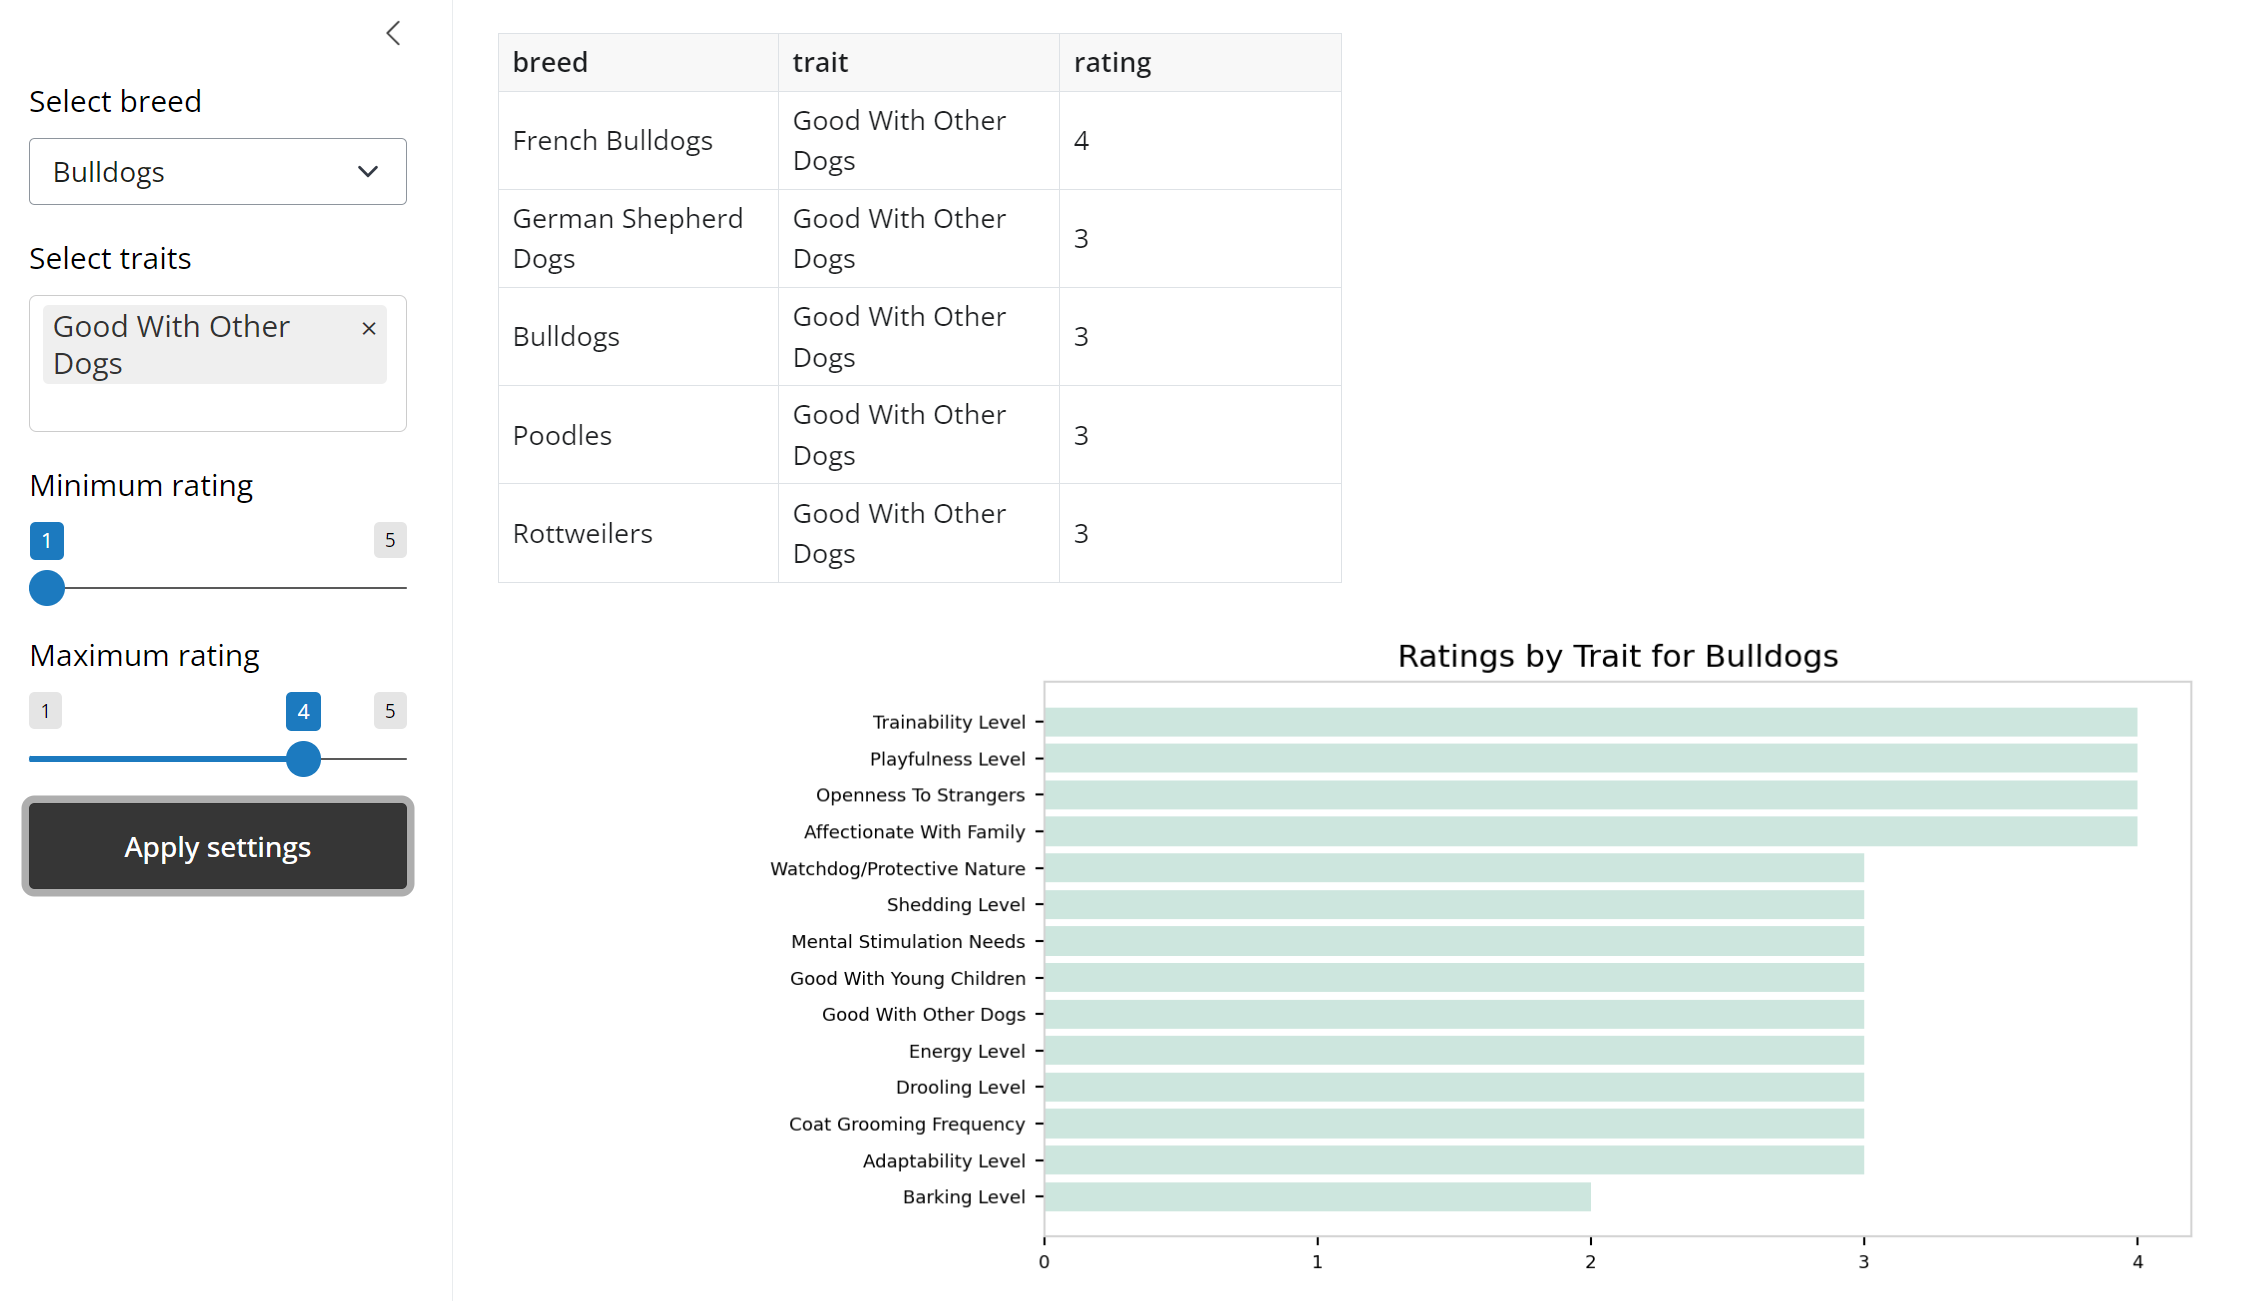 Select breed
Bulldogs
Select traits
Good With Other
Dogs
×
Minimum rating
1
5
Maximum rating
1
4
5
Apply settings
breed trait rating
French Bulldogs
Good With Other
Dogs
4
German Shepherd
Dogs
Good With Other
Dogs
3
Bulldogs
Good With Other
Dogs
3
Poodles
Good With Other
Dogs
3
Rottweilers
Good With Other
Dogs
3
Ratings by Trait for Bulldogs
Trainability Level
Playfulness Level
Openness To Strangers
Affectionate With Family
Watchdog/Protective Nature
Shedding Level
Mental Stimulation Needs
Good With Young Children
Good With Other Dogs
Energy Level
Drooling Level
Coat Grooming Frequency
Adaptability Level
Barking Level
0 1 2 3 4